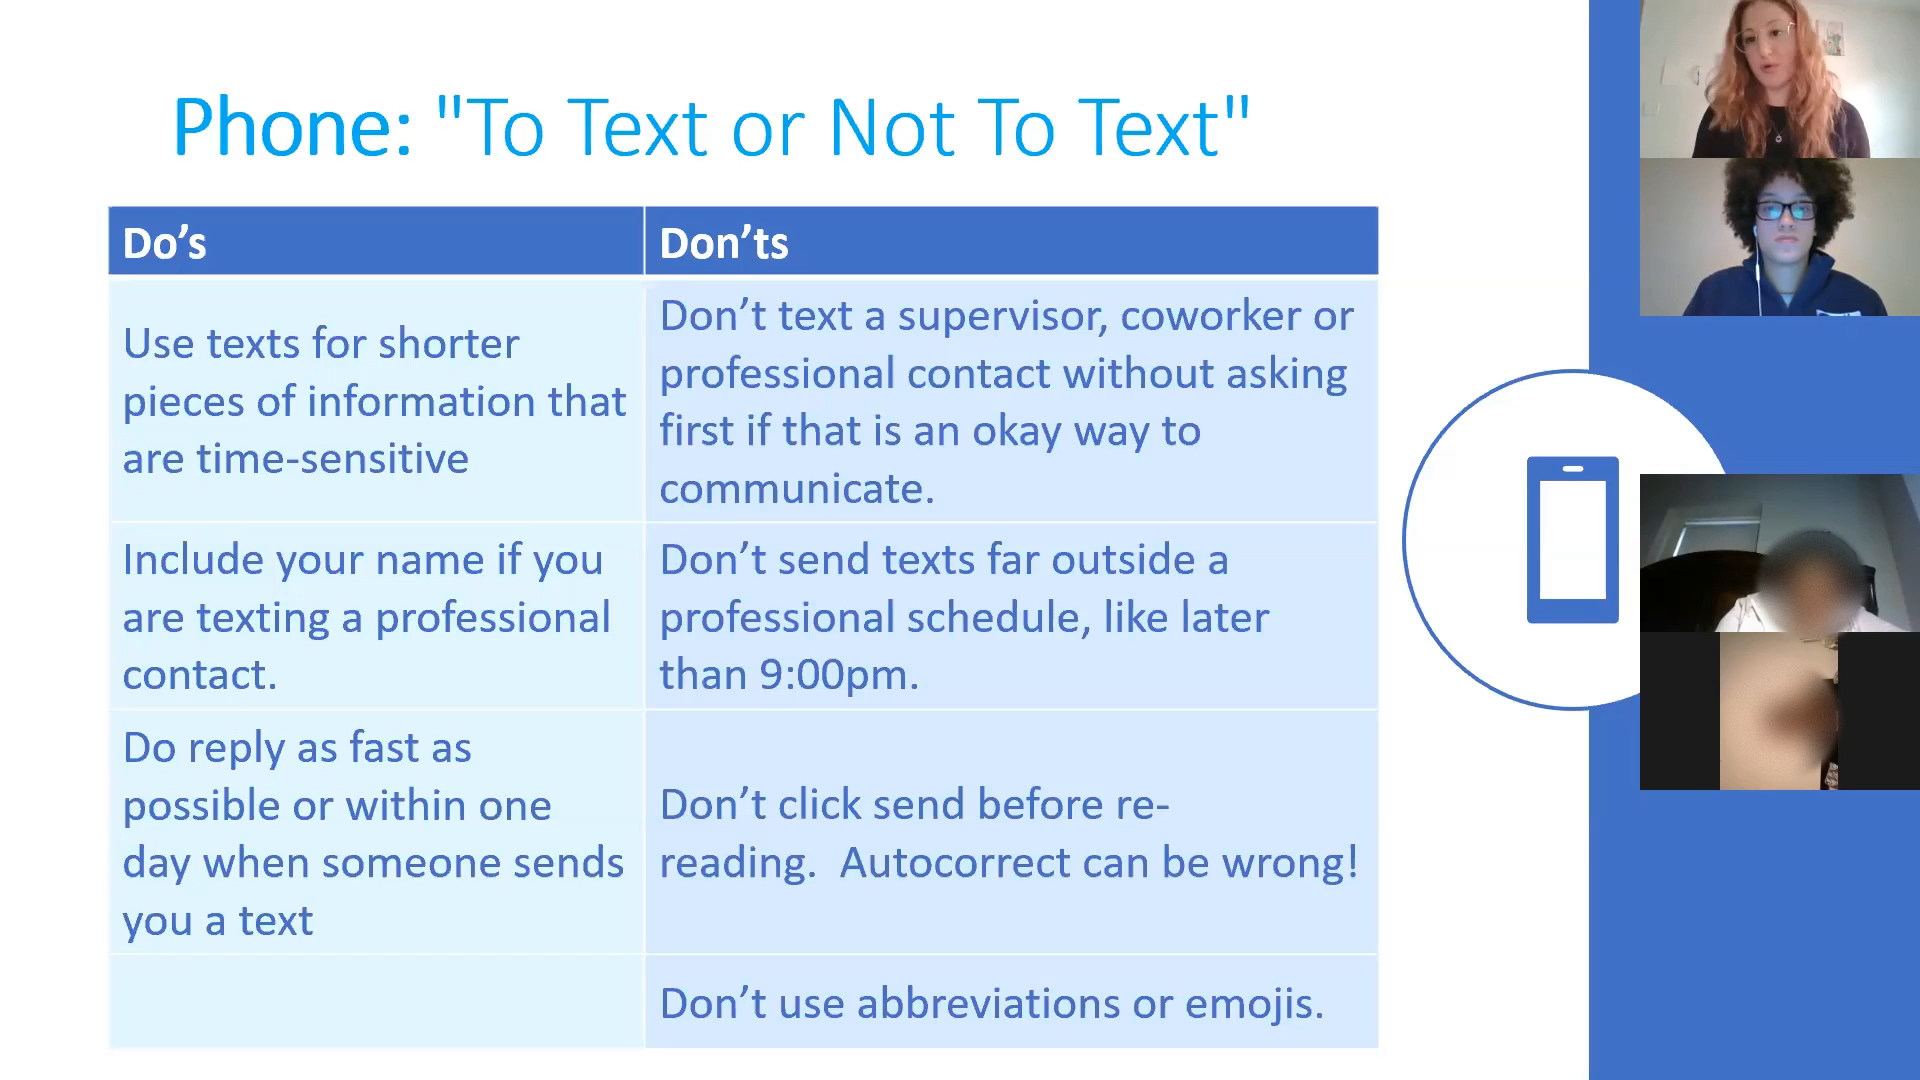 Phone: "To Text or Not To Text"
Do’s
Don’ts
Use texts for shorter
pieces of information that
are time-sensitive
Don’t text a supervisor, coworker or
professional contact without asking
first if that is an okay way to
communicate.
Include your name if you
are texting a professional
contact.
Don’t send texts far outside a
professional schedule, like later
than 9:00pm.
Do reply as fast as
possible or within one
day when someone sends
you a text
Don’t click send before re-
reading.  Autocorrect can be wrong!
Don’t use abbreviations or emojis.